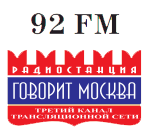 92 FM
РАДИОСТАНЦИЯ
ГОВОРИТ МОСКВА
ТРЕТИЙ КАНАЛ
ТРАНСЛЯЦИОННОЙ СЕТИ